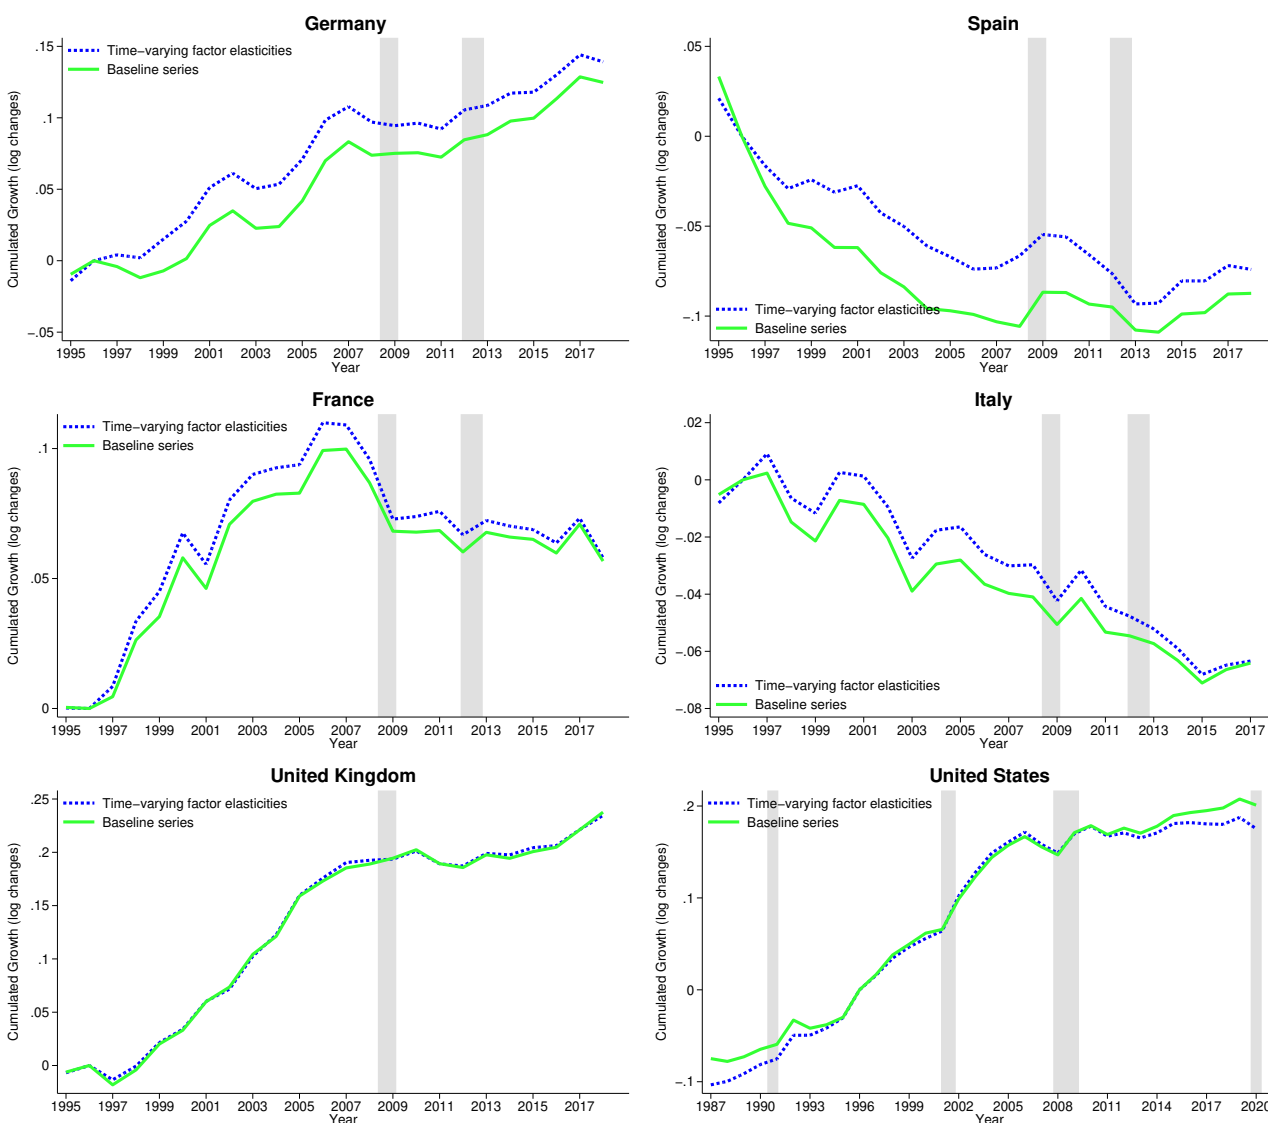 Germany
Cumulated Growth (log changes)
.15
.1
.05
0
−.05
Time−varying factor elasticities
Baseline series
1995 1997 1999 2001 2003 2005 2007 2009 2011 2013 2015 2017
Year
Spain
Cumulated Growth (log changes)
.05
0
−.05
−.1
Time−varying factor elasticities
Baseline series
1995 1997 1999 2001 2003 2005 2007 2009 2011 2013 2015 2017
Year
France
Cumulated Growth (log changes)
.1
.05
0
Time−varying factor elasticities
Baseline series
1995 1997 1999 2001 2003 2005 2007 2009 2011 2013 2015 2017
Year
Italy
Cumulated Growth (log changes)
.02
0
−.02
−.04
−.06
−.08
Time−varying factor elasticities
Baseline series
1995 1997 1999 2001 2003 2005 2007 2009 2011 2013 2015 2017
Year
United Kingdom
Cumulated Growth (log changes)
.25
.2
.15
.1
.05
0
Time−varying factor elasticities
Baseline series
1995 1997 1999 2001 2003 2005 2007 2009 2011 2013 2015 2017
Year
United States
Cumulated Growth (log changes)
.2
.1
0
−.1
Time−varying factor elasticities
Baseline series
1987 1990 1993 1996 1999 2002 2005 2008 2011 2014 2017 2020
Year